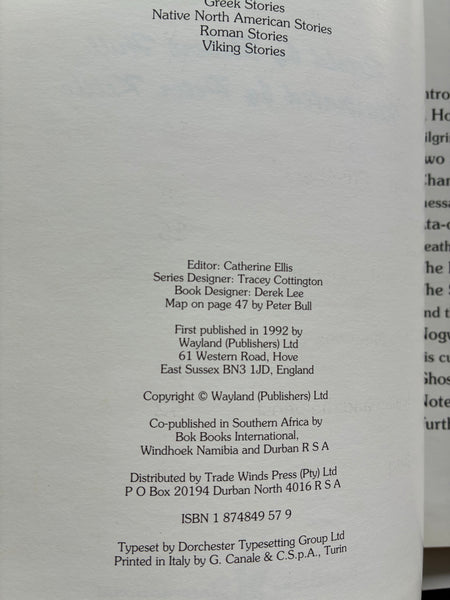 Greek Stories
Native North American Stories
Roman Stories
Viking Stories
Editor: Catherine Ellis
Series Designer: Tracey Cottington
Book Designer: Derek Lee
Map on page 47 by Peter Bull
First published in 1992 by
Wayland (Publishers) Ltd
61 Western Road, Hove
East Sussex BN3 1JD, England
Copyright © Wayland (Publishers) Ltd
Co-published in Southern Africa by
Bok Books International,
Windhoek Namibia and Durban R S A
Distributed by Trade Winds Press (Pty) Ltd
P O Box 20194 Durban North 4016 R S A
ISBN 1 874849 57 9
Typeset by Dorchester Typesetting Group Ltd
Printed in Italy by G. Canale & C.S.p.A., Turin